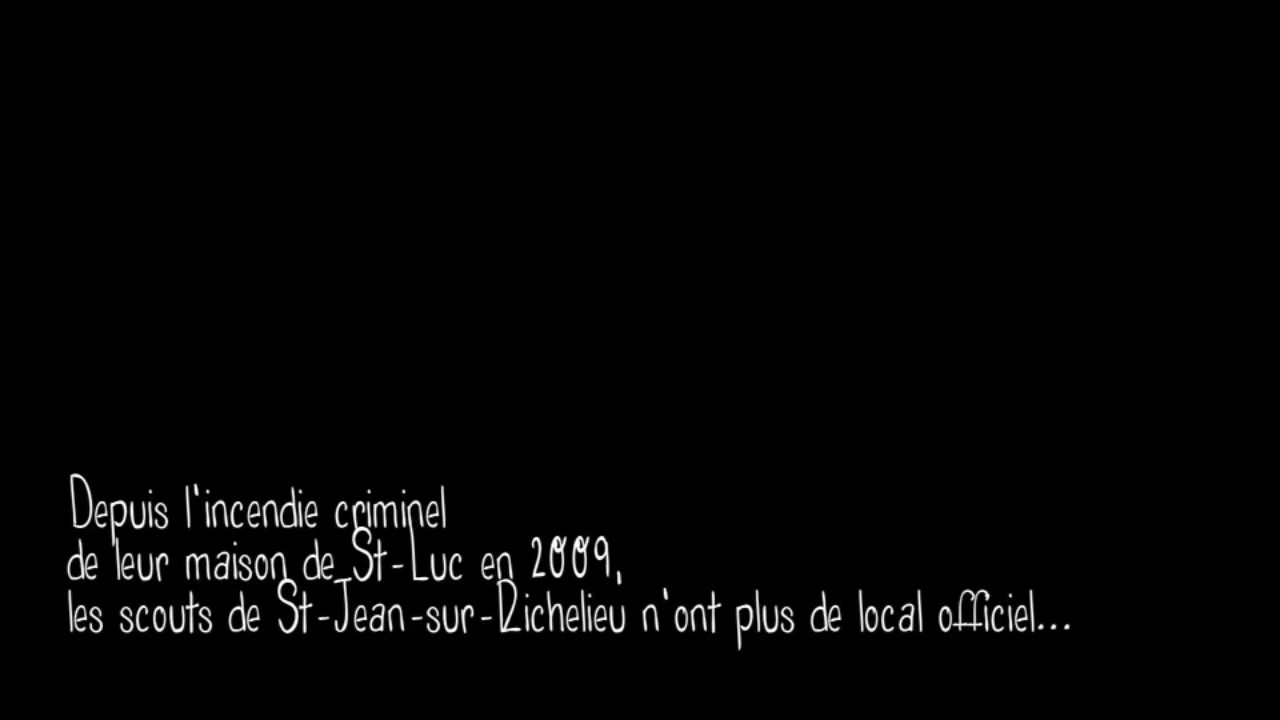 Depuis l'incendie criminel
de leur maison de St-Luc en 2009,
les scouts de St-Jean-sur-Richelieu n'ont plus de local officiel...